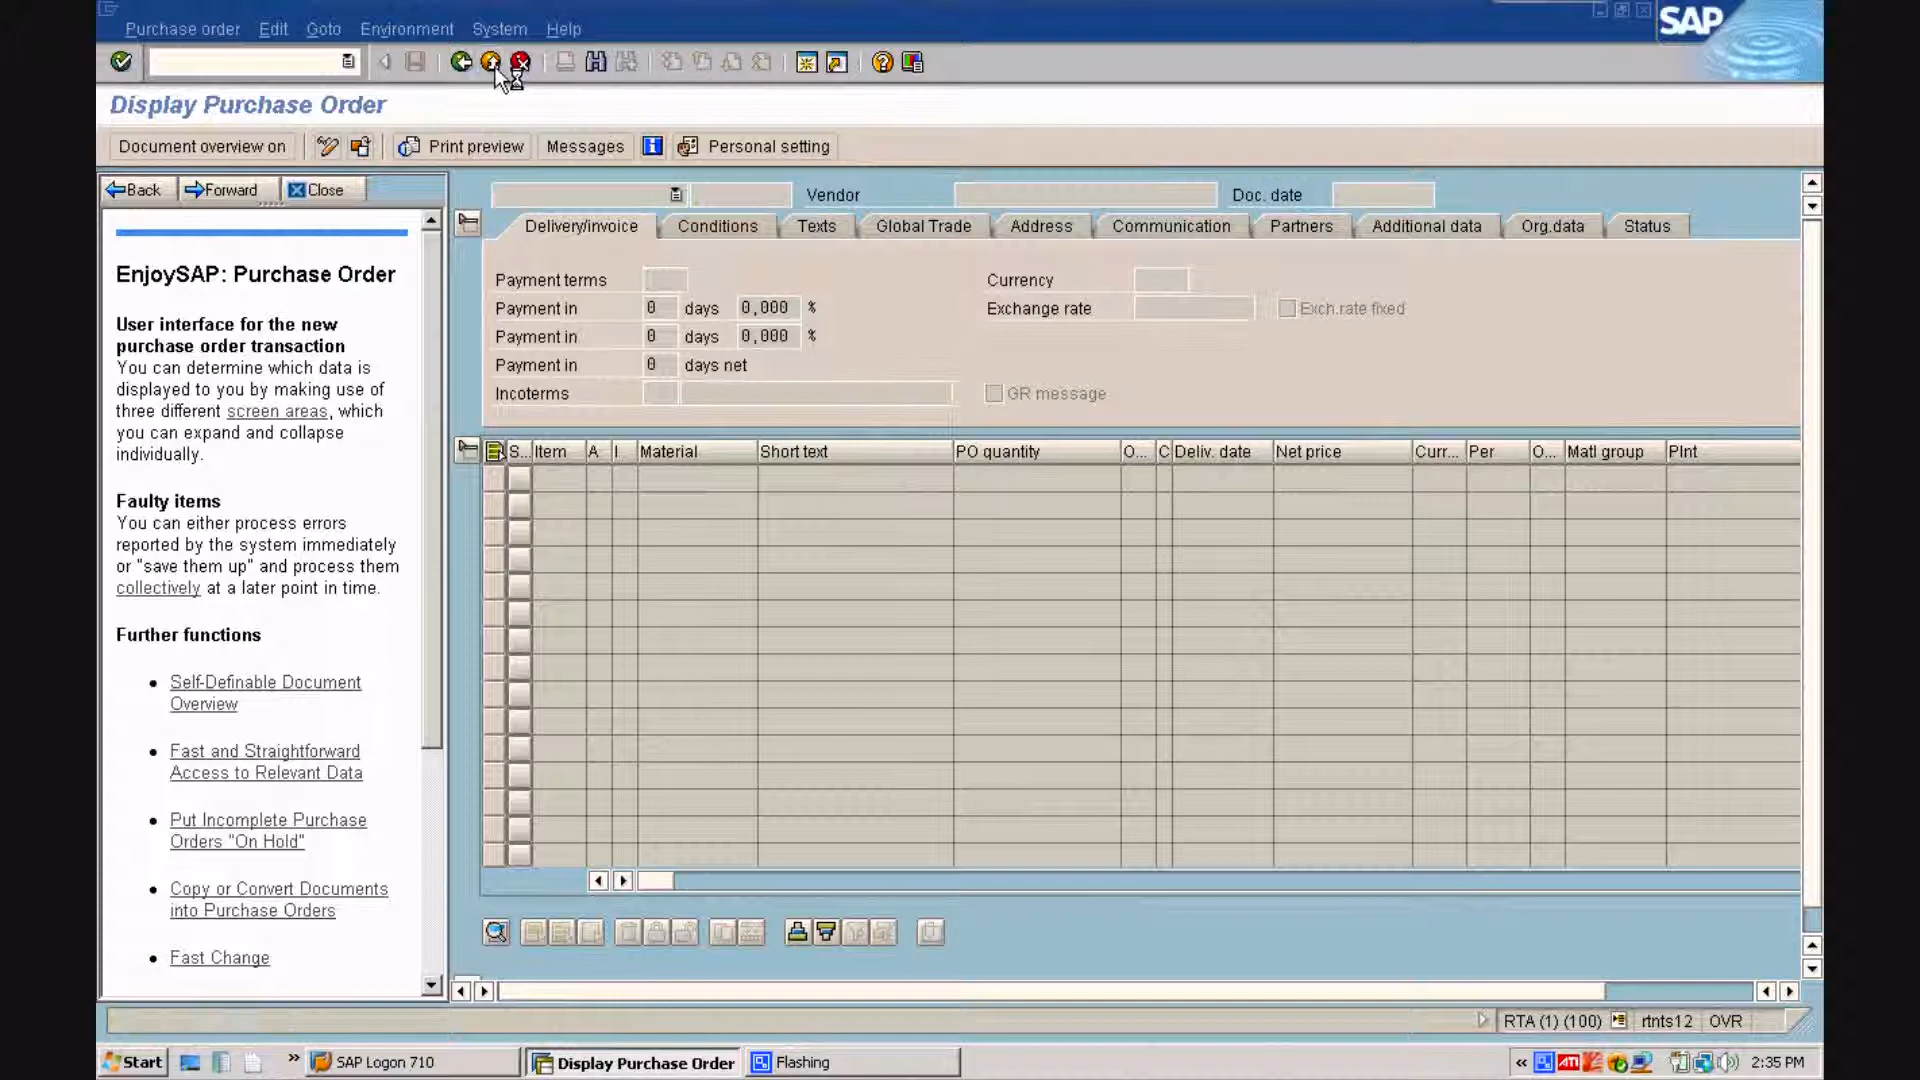 Purchase order Edit Goto Environment System Help
SAP
Display Purchase Order
Document overview on Print preview Messages Personal setting
Back Forward Close
Vendor Doc. date
Delivery/invoice Conditions Texts Global Trade Address Communication Partners Additional data Org.data Status
EnjoySAP: Purchase Order
User interface for the new
purchase order transaction
You can determine which data is
displayed to you by making use of
three different screen areas, which
you can expand and collapse
individually.
Faulty items
You can either process errors
reported by the system immediately
or "save them up" and process them
collectively at a later point in time.
Further functions
• Self-Definable Document
Overview
• Fast and Straightforward
Access to Relevant Data
• Put Incomplete Purchase
Orders "On Hold"
• Copy or Convert Documents
into Purchase Orders
• Fast Change
Payment terms Currency
Payment in 0 days 0,000 % Exchange rate Exch.rate fixed
Payment in 0 days 0,000 %
Payment in 0 days net
Incoterms GR message
S... Item A I Material Short text PO quantity O... C Deliv. date Net price Curr... Per O... Matl group Plnt
RTA (1) (100) rtnts12 OVR
Start » SAP Logon 710 Display Purchase Order Flashing « ATI 2:35 PM